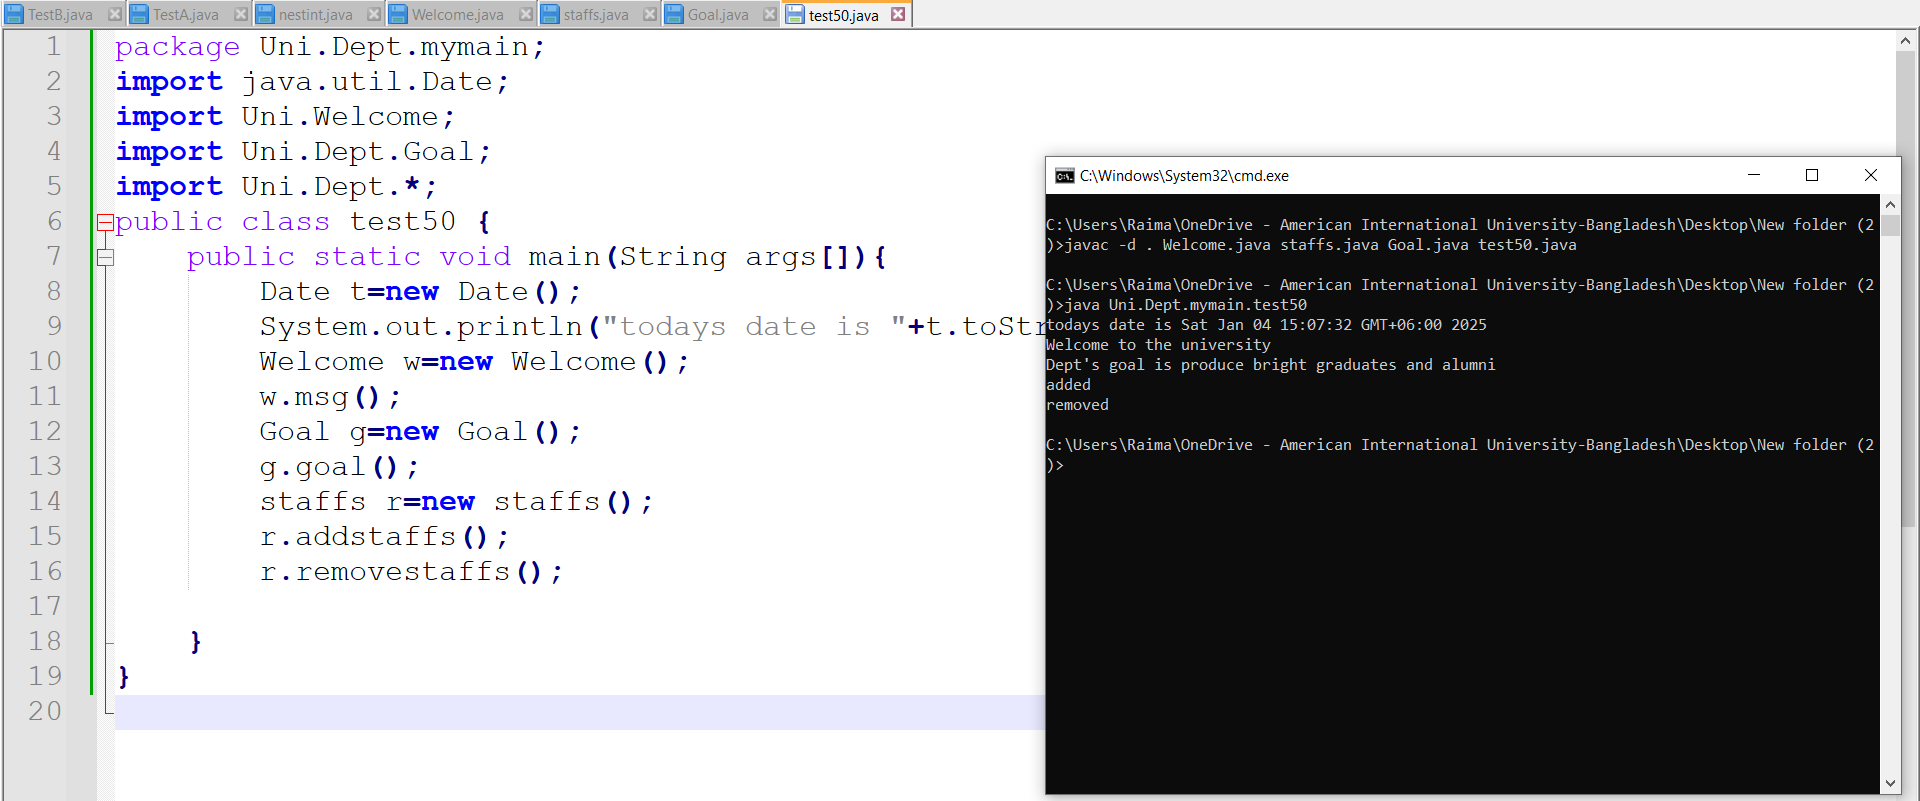 TestB.java TestA.java nestint.java Welcome.java staffs.java Goal.java test50.java
1 package Uni.Dept.mymain;
2 import java.util.Date;
3 import Uni.Welcome;
4 import Uni.Dept.Goal;
5 import Uni.Dept.*;
6 public class test50 {
7 public static void main(String args[]){
8 Date t=new Date();
9 System.out.println("todays date is "+t.toStr
10 Welcome w=new Welcome();
11 w.msg();
12 Goal g=new Goal();
13 g.goal();
14 staffs r=new staffs();
15 r.addstaffs();
16 r.removestaffs();
17
18 }
19 }
20
C:\Windows\System32\cmd.exe
C:\Users\Raima\OneDrive - American International University-Bangladesh\Desktop\New folder (2
)>javac -d . Welcome.java staffs.java Goal.java test50.java
C:\Users\Raima\OneDrive - American International University-Bangladesh\Desktop\New folder (2
)>java Uni.Dept.mymain.test50
todays date is Sat Jan 04 15:07:32 GMT+06:00 2025
Welcome to the university
Dept's goal is produce bright graduates and alumni
added
removed
C:\Users\Raima\OneDrive - American International University-Bangladesh\Desktop\New folder (2
)>